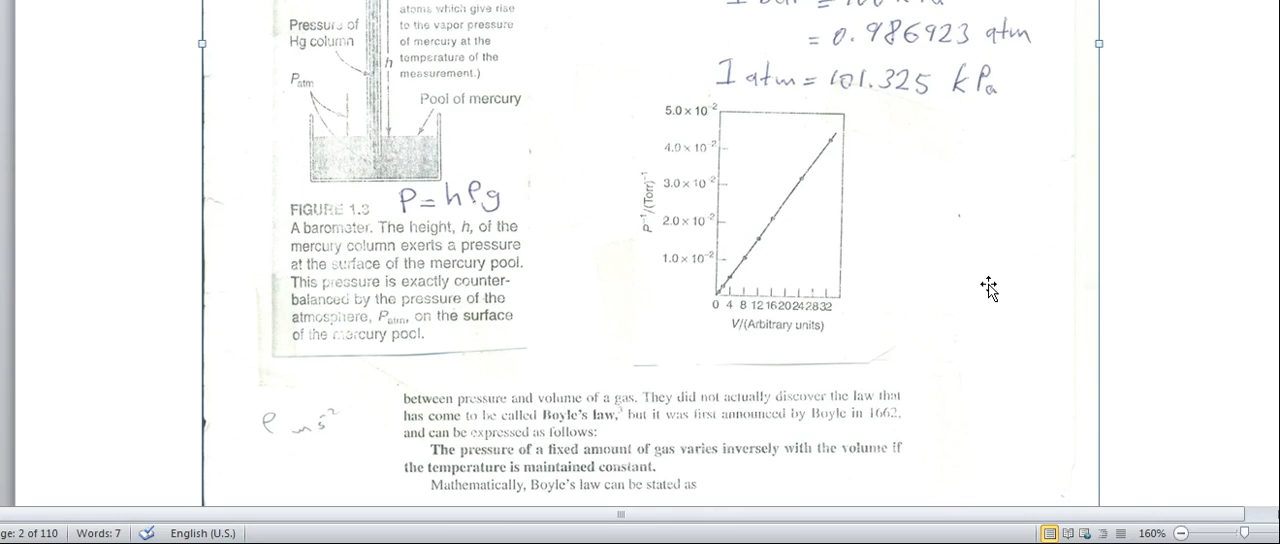 atoms which give rise
Pressure of
to the vapor pressure
Hg column
of mercury at the
temperature of the
h
measurement.)
Patm
Pool of mercury
P = hρg
FIGURE 1.3
A barometer. The height, h, of the
mercury column exerts a pressure
at the surface of the mercury pool.
This pressure is exactly counter-
balanced by the pressure of the
atmosphere, Patm, on the surface
of the mercury pool.
= 0.986923 atm
1 atm = 101.325 kPa
5.0 × 10⁻²
4.0 × 10⁻²
3.0 × 10⁻²
2.0 × 10⁻²
1.0 × 10⁻²
P⁻¹/(Torr)⁻¹
0 4 8 12 16 20 24 28 32
V/(Arbitrary units)
between pressure and volume of a gas. They did not actually discover the law that
has come to be called Boyle's law,³ but it was first announced by Boyle in 1662,
and can be expressed as follows:
The pressure of a fixed amount of gas varies inversely with the volume if
the temperature is maintained constant.
Mathematically, Boyle's law can be stated as
ge: 2 of 110
Words: 7
English (U.S.)
160%